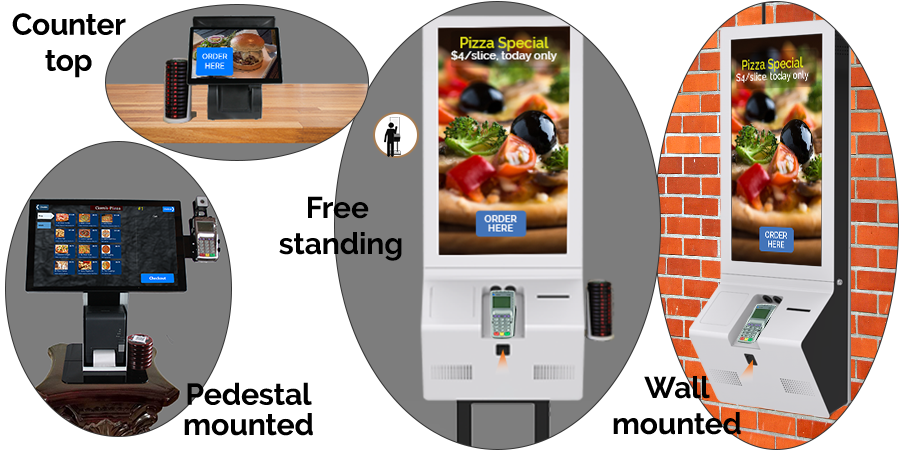 Counter
top
ORDER
HERE
Pizza Special
$4/slice, today only
ORDER
HERE
Free
standing
Pizza Special
$4/slice, today only
ORDER
HERE
Classic Pizza
Checkout
Pedestal
mounted
Wall
mounted